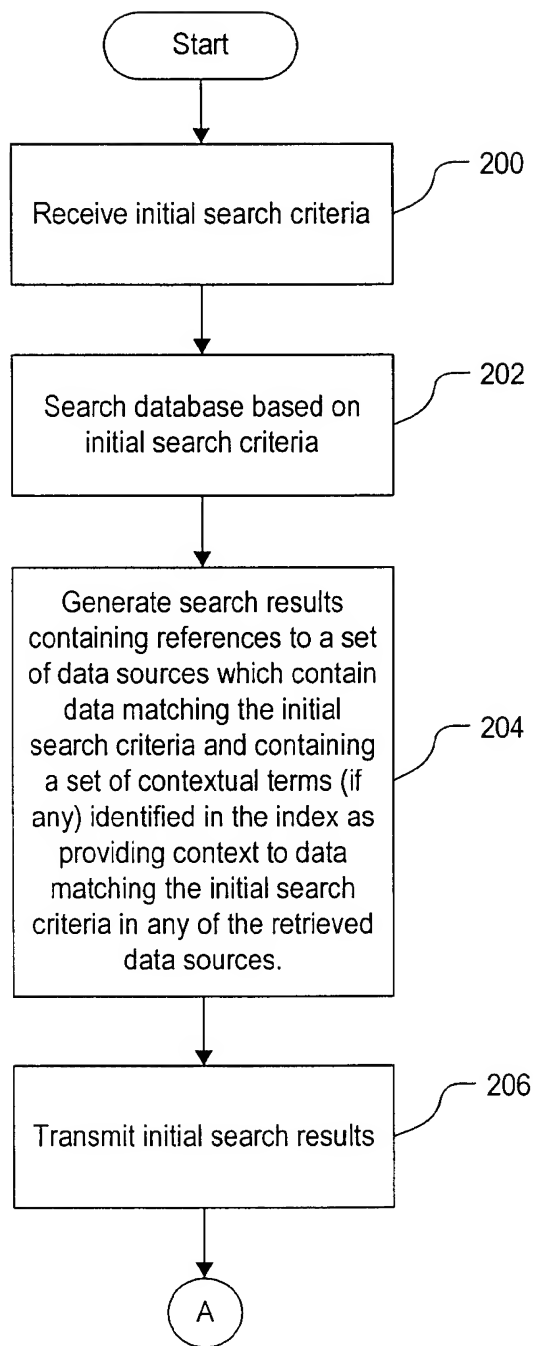 Start
200
Receive initial search criteria
202
Search database based on
initial search criteria
Generate search results
containing references to a set
of data sources which contain
data matching the initial
search criteria and containing
a set of contextual terms (if
any) identified in the index as
providing context to data
matching the initial search
criteria in any of the retrieved
data sources.
204
206
Transmit initial search results
A